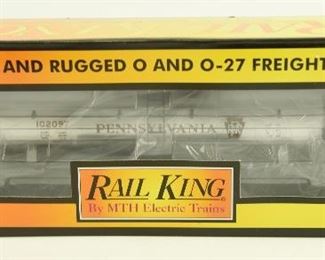 AND RUGGED O AND O-27 FREIGHT
102097
PENNSYLVANIA
RAIL KING
By MTH Electric Trains